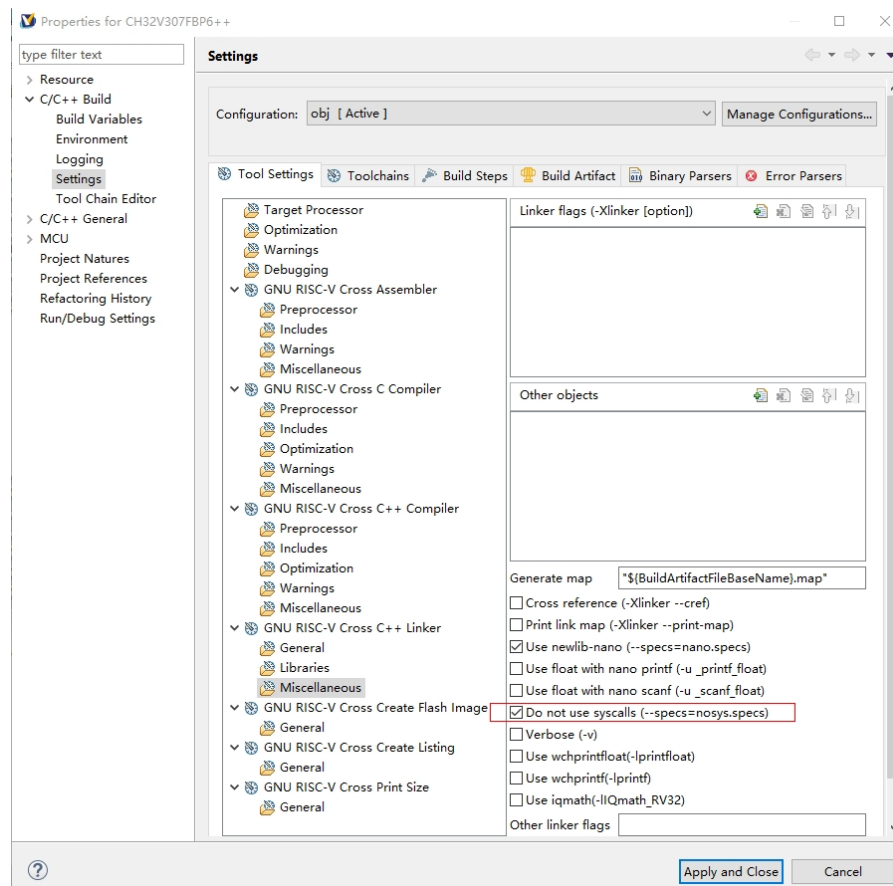 Properties for CH32V307FBP6++
type filter text
Settings
Resource
C/C++ Build
Build Variables
Environment
Logging
Settings
Tool Chain Editor
C/C++ General
MCU
Project Natures
Project References
Refactoring History
Run/Debug Settings
Configuration: obj [ Active ] Manage Configurations...
Tool Settings Toolchains Build Steps Build Artifact Binary Parsers Error Parsers
Target Processor
Optimization
Warnings
Debugging
GNU RISC-V Cross Assembler
Preprocessor
Includes
Warnings
Miscellaneous
GNU RISC-V Cross C Compiler
Preprocessor
Includes
Optimization
Warnings
Miscellaneous
GNU RISC-V Cross C++ Compiler
Preprocessor
Includes
Optimization
Warnings
Miscellaneous
GNU RISC-V Cross C++ Linker
General
Libraries
Miscellaneous
GNU RISC-V Cross Create Flash Image
General
GNU RISC-V Cross Create Listing
General
GNU RISC-V Cross Print Size
General
Linker flags (-Xlinker [option])
Other objects
Generate map "${BuildArtifactFileBaseName}.map"
Cross reference (-Xlinker --cref)
Print link map (-Xlinker --print-map)
Use newlib-nano (--specs=nano.specs)
Use float with nano printf (-u _printf_float)
Use float with nano scanf (-u _scanf_float)
Do not use syscalls (--specs=nosys.specs)
Verbose (-v)
Use wchprintfloat(-lprintfloat)
Use wchprintf(-lprintf)
Use iqmath(-lIQmath_RV32)
Other linker flags
Apply and Close Cancel